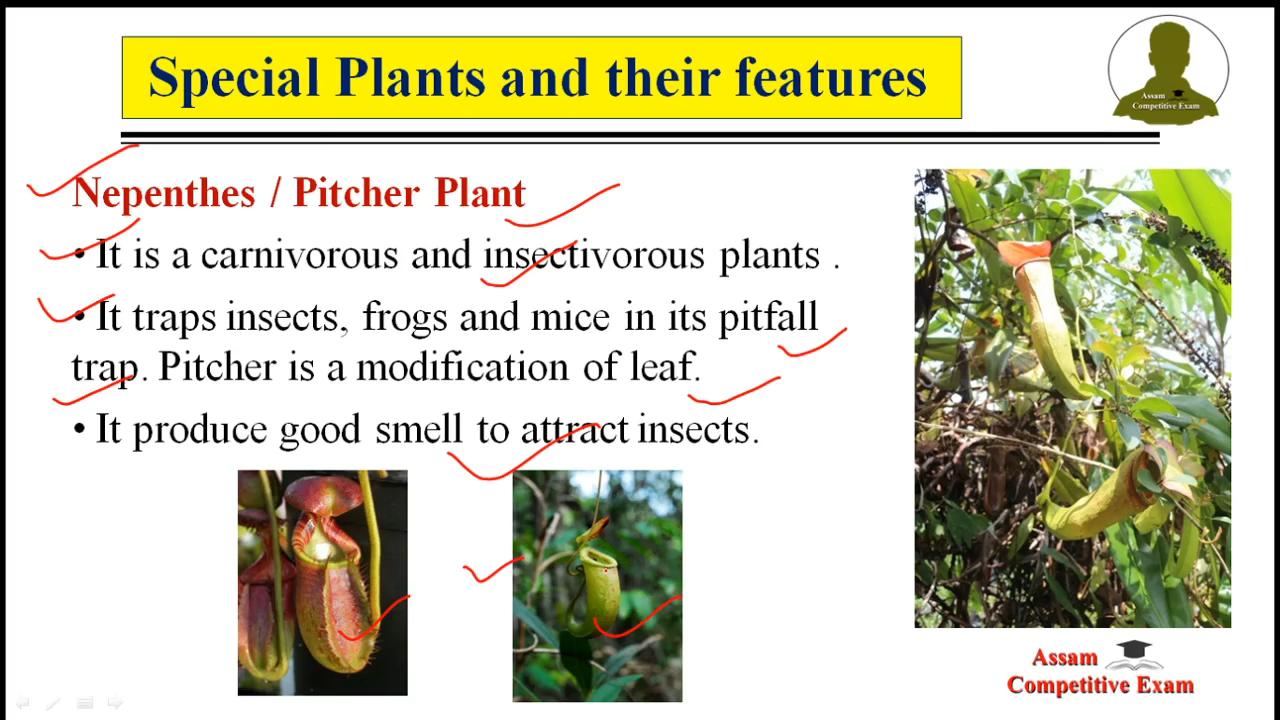 Special Plants and their features
Assam
Competitive Exam
Nepenthes / Pitcher Plant
• It is a carnivorous and insectivorous plants .
• It traps insects, frogs and mice in its pitfall
trap. Pitcher is a modification of leaf.
• It produce good smell to attract insects.
Assam
Competitive Exam